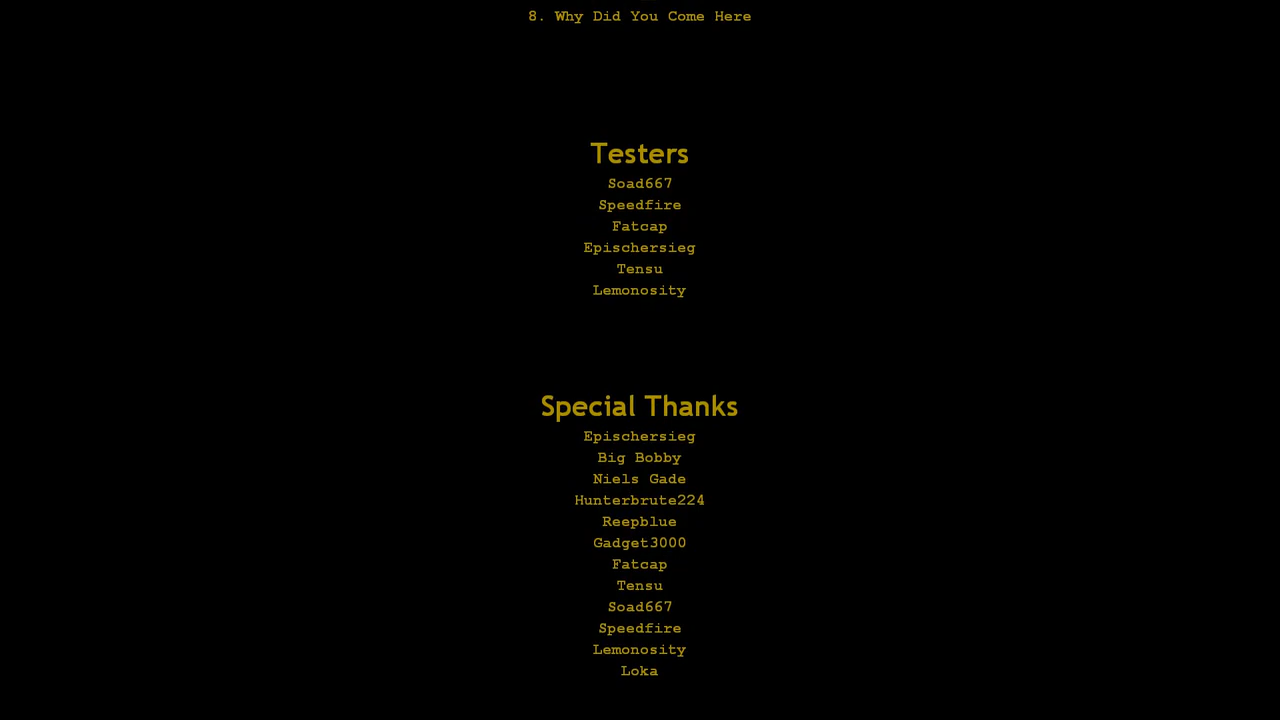 8. Why Did You Come Here
Testers
Soad667
Speedfire
Fatcap
Epischersieg
Tensu
Lemonosity
Special Thanks
Epischersieg
Big Bobby
Niels Gade
Hunterbrute224
Reepblue
Gadget3000
Fatcap
Tensu
Soad667
Speedfire
Lemonosity
Loka